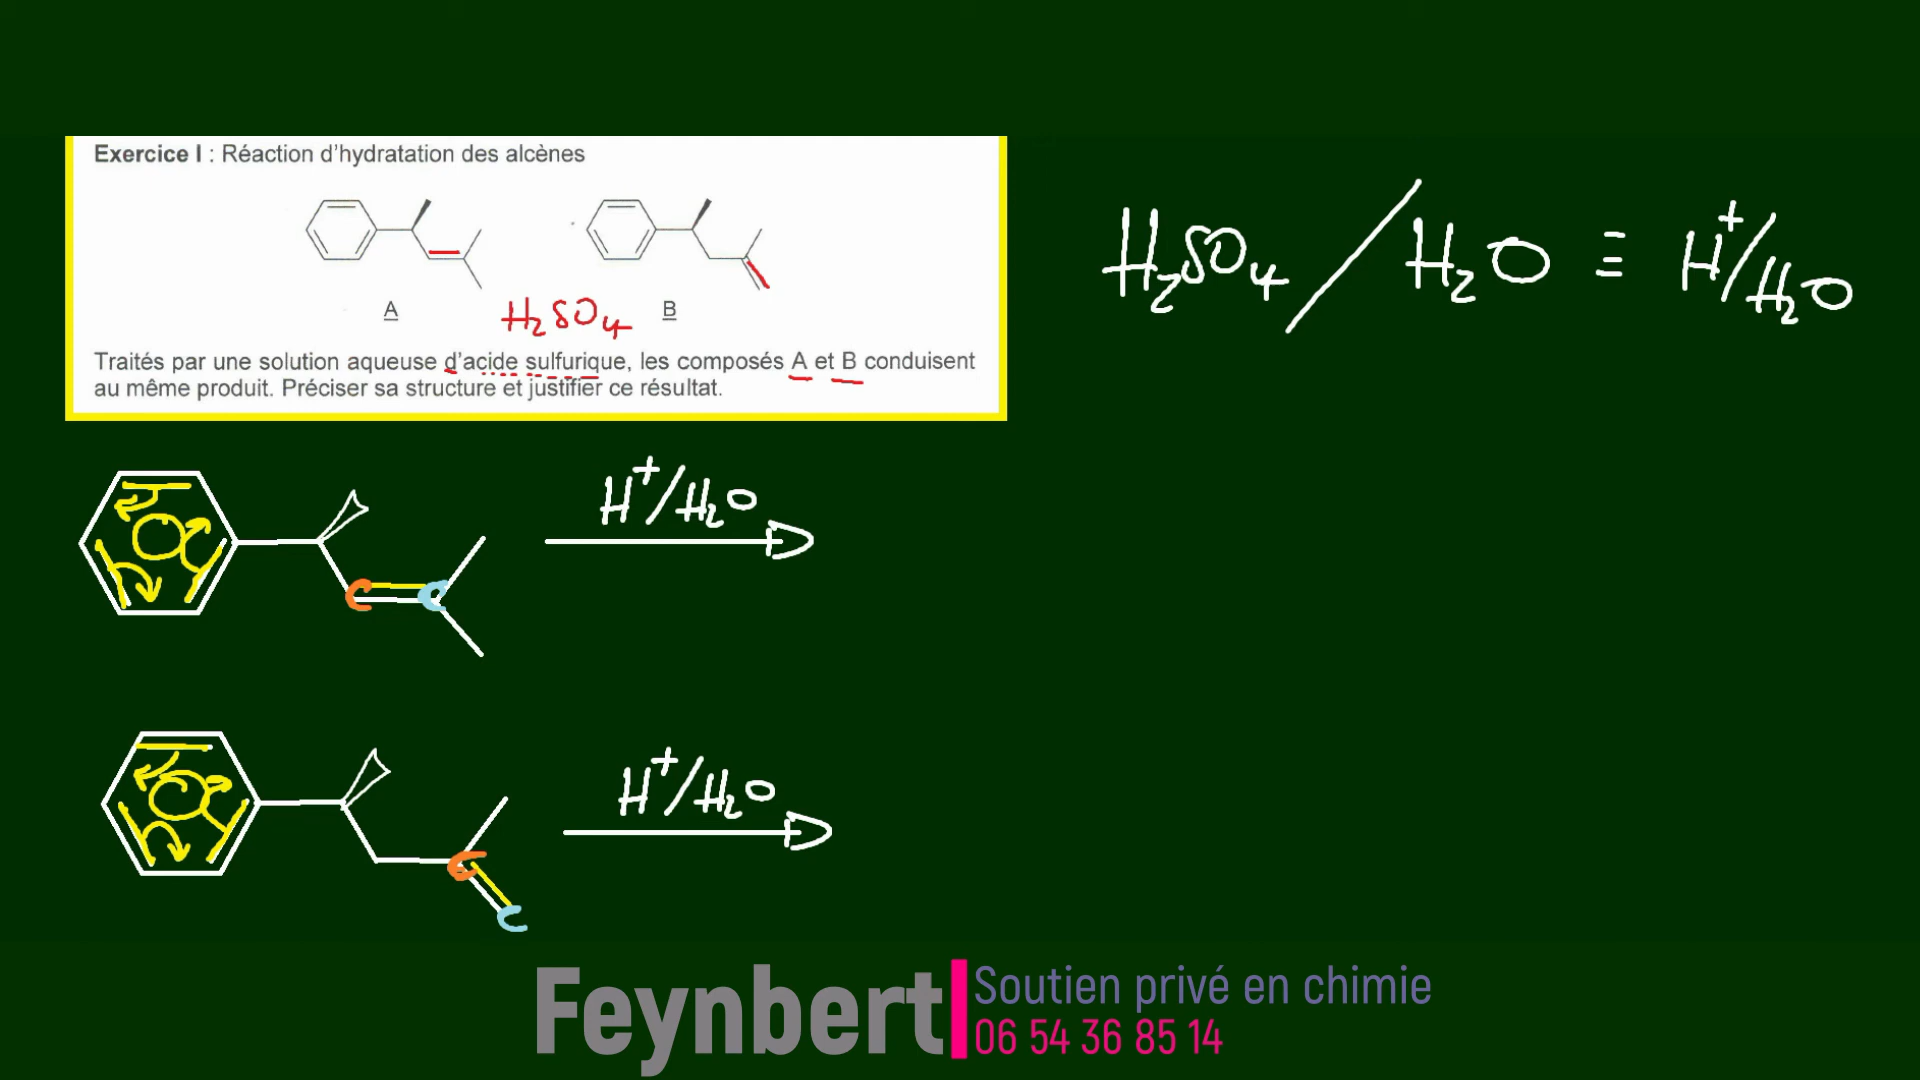 Exercice I : Réaction d'hydratation des alcènes
A
B
H₂SO₄
Traités par une solution aqueuse d'acide sulfurique, les composés A et B conduisent
au même produit. Préciser sa structure et justifier ce résultat.
H₂SO₄ / H₂O ≡ H⁺/H₂O
H⁺/H₂O
C C
H⁺/H₂O
C
C
Feynbert
Soutien privé en chimie
06 54 36 85 14